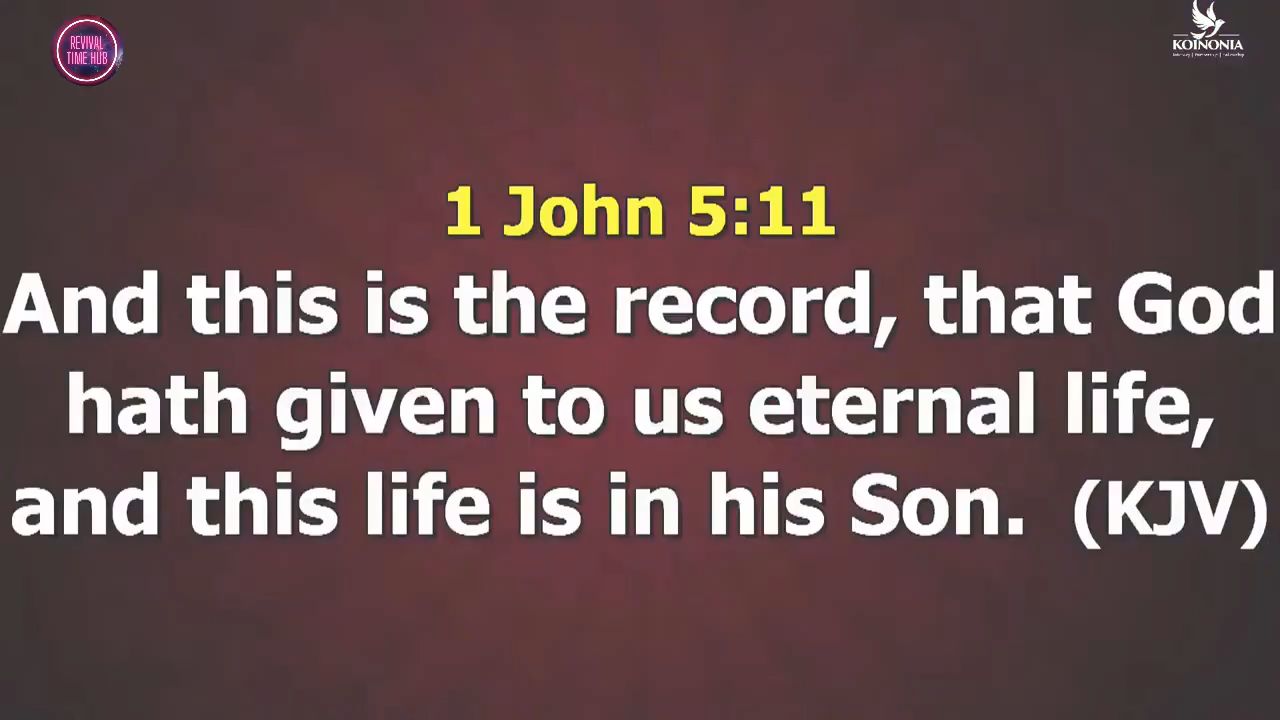 REVIVAL
TIME HUB
KOINONIA
1 John 5:11
And this is the record, that God
hath given to us eternal life,
and this life is in his Son. (KJV)